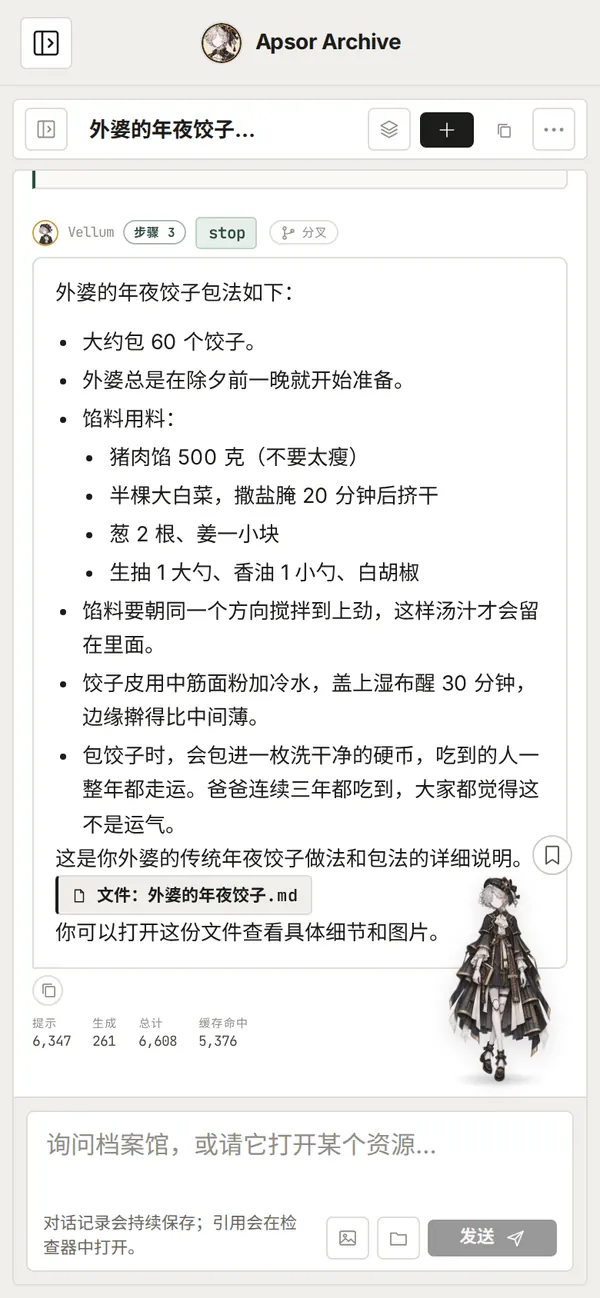 Apsor Archive
外婆的年夜饺子...
Vellum 步骤 3 stop 分叉
外婆的年夜饺子包法如下：
• 大约包 60 个饺子。
• 外婆总是在除夕前一晚就开始准备。
• 馅料用料：
• 猪肉馅 500 克（不要太瘦）
• 半棵大白菜，撒盐腌 20 分钟后挤干
• 葱 2 根、姜一小块
• 生抽 1 大勺、香油 1 小勺、白胡椒
• 馅料要朝同一个方向搅拌到上劲，这样汤汁才会留
在里面。
• 饺子皮用中筋面粉加冷水，盖上湿布醒 30 分钟，
边缘擀得比中间薄。
• 包饺子时，会包进一枚洗干净的硬币，吃到的人一
整年都走运。爸爸连续三年都吃到，大家都觉得这
不是运气。
这是你外婆的传统年夜饺子做法和包法的详细说明。
文件：外婆的年夜饺子.md
你可以打开这份文件查看具体细节和图片。
提示 生成 总计 缓存命中
6,347 261 6,608 5,376
询问档案馆，或请它打开某个资源...
对话记录会持续保存；引用会在检
查器中打开。
发送